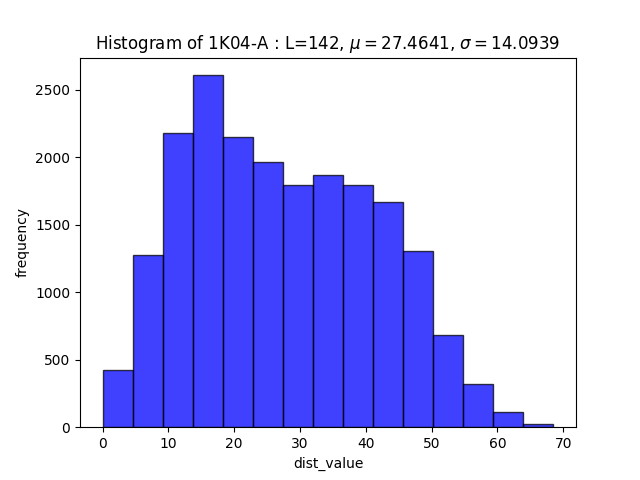 Histogram of 1K04-A : L=142, μ = 27.4641, σ = 14.0939
2500
2000
1500
1000
500
0
frequency
0 10 20 30 40 50 60 70
dist_value